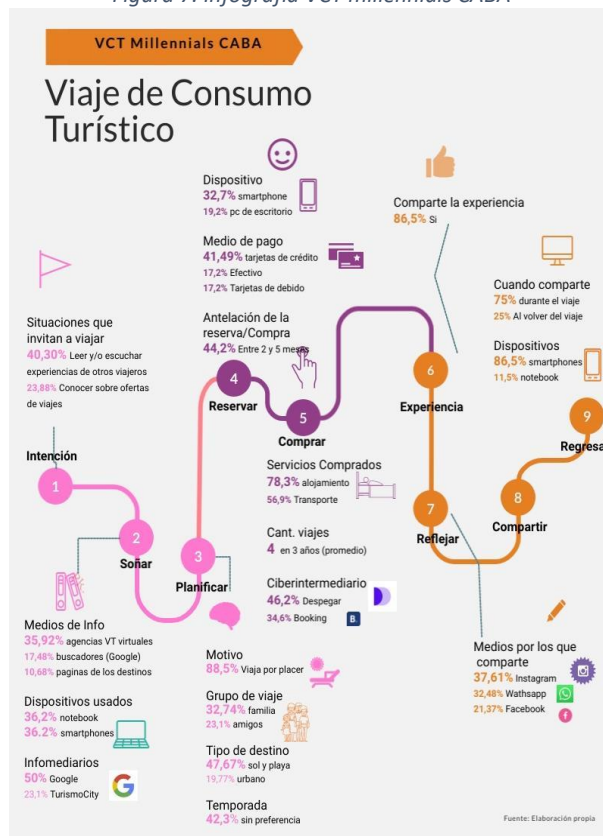 Figura 7. Infografía VCT Millennials CABA
VCT Millennials CABA
Viaje de Consumo
Turístico
Dispositivo
32,7% smartphone
19,2% pc de escritorio
Medio de pago
41,49% tarjetas de crédito
17,2% Efectivo
17,2% Tarjetas de debido
Antelación de la
reserva/Compra
44,2% Entre 2 y 5 meses
4
Reservar
5
Comprar
Comparte la experiencia
86,5% Si
Cuando comparte
75% durante el viaje
25% Al volver del viaje
Dispositivos
86,5% smartphones
11,5% notebook
Situaciones que
invitan a viajar
40,30% Leer y/o escuchar
experiencias de otros viajeros
23,88% Conocer sobre ofertas
de viajes
Intención
1
2
Soñar
3
Planificar
6
Experiencia
7
Reflejar
8
Compartir
9
Regresa
Servicios Comprados
78,3% alojamiento
56,9% Transporte
Cant. viajes
4 en 3 años (promedio)
Ciberintermediario
46,2% Despegar
34,6% Booking
B.
Medios de Info
35,92% agencias VT virtuales
17,48% buscadores (Google)
10,68% paginas de los destinos
Dispositivos usados
36,2% notebook
36.2% smartphones
Infomediarios
50% Google
23,1% TurismoCity
G
Motivo
88,5% Viaja por placer
Grupo de viaje
32,74% familia
23,1% amigos
Tipo de destino
47,67% sol y playa
19,77% urbano
Temporada
42,3% sin preferencia
Medios por los que
comparte
37,61% Instagram
32,48% Wathsapp
21,37% Facebook
f
Fuente: Elaboración propia